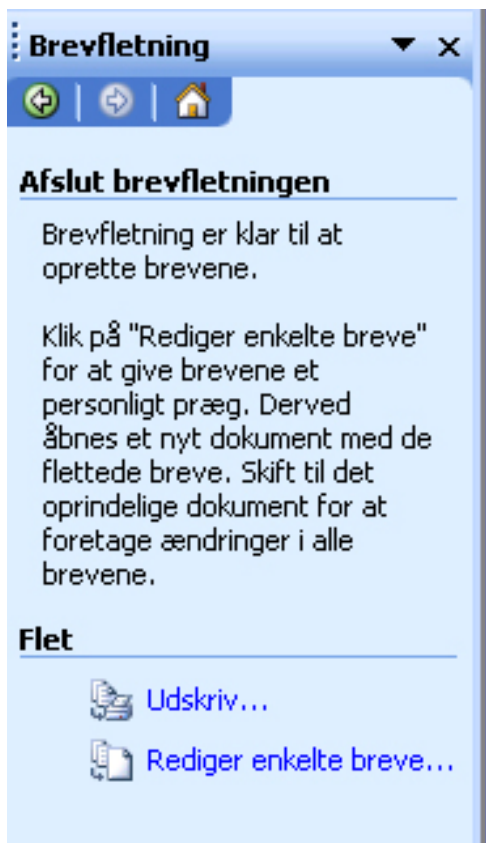 Brevfletning
Afslut brevfletningen
Brevfletning er klar til at
oprette brevene.
Klik på "Rediger enkelte breve"
for at give brevene et
personligt præg. Derved
åbnes et nyt dokument med de
flettede breve. Skift til det
oprindelige dokument for at
foretage ændringer i alle
brevene.
Flet
Udskriv...
Rediger enkelte breve...